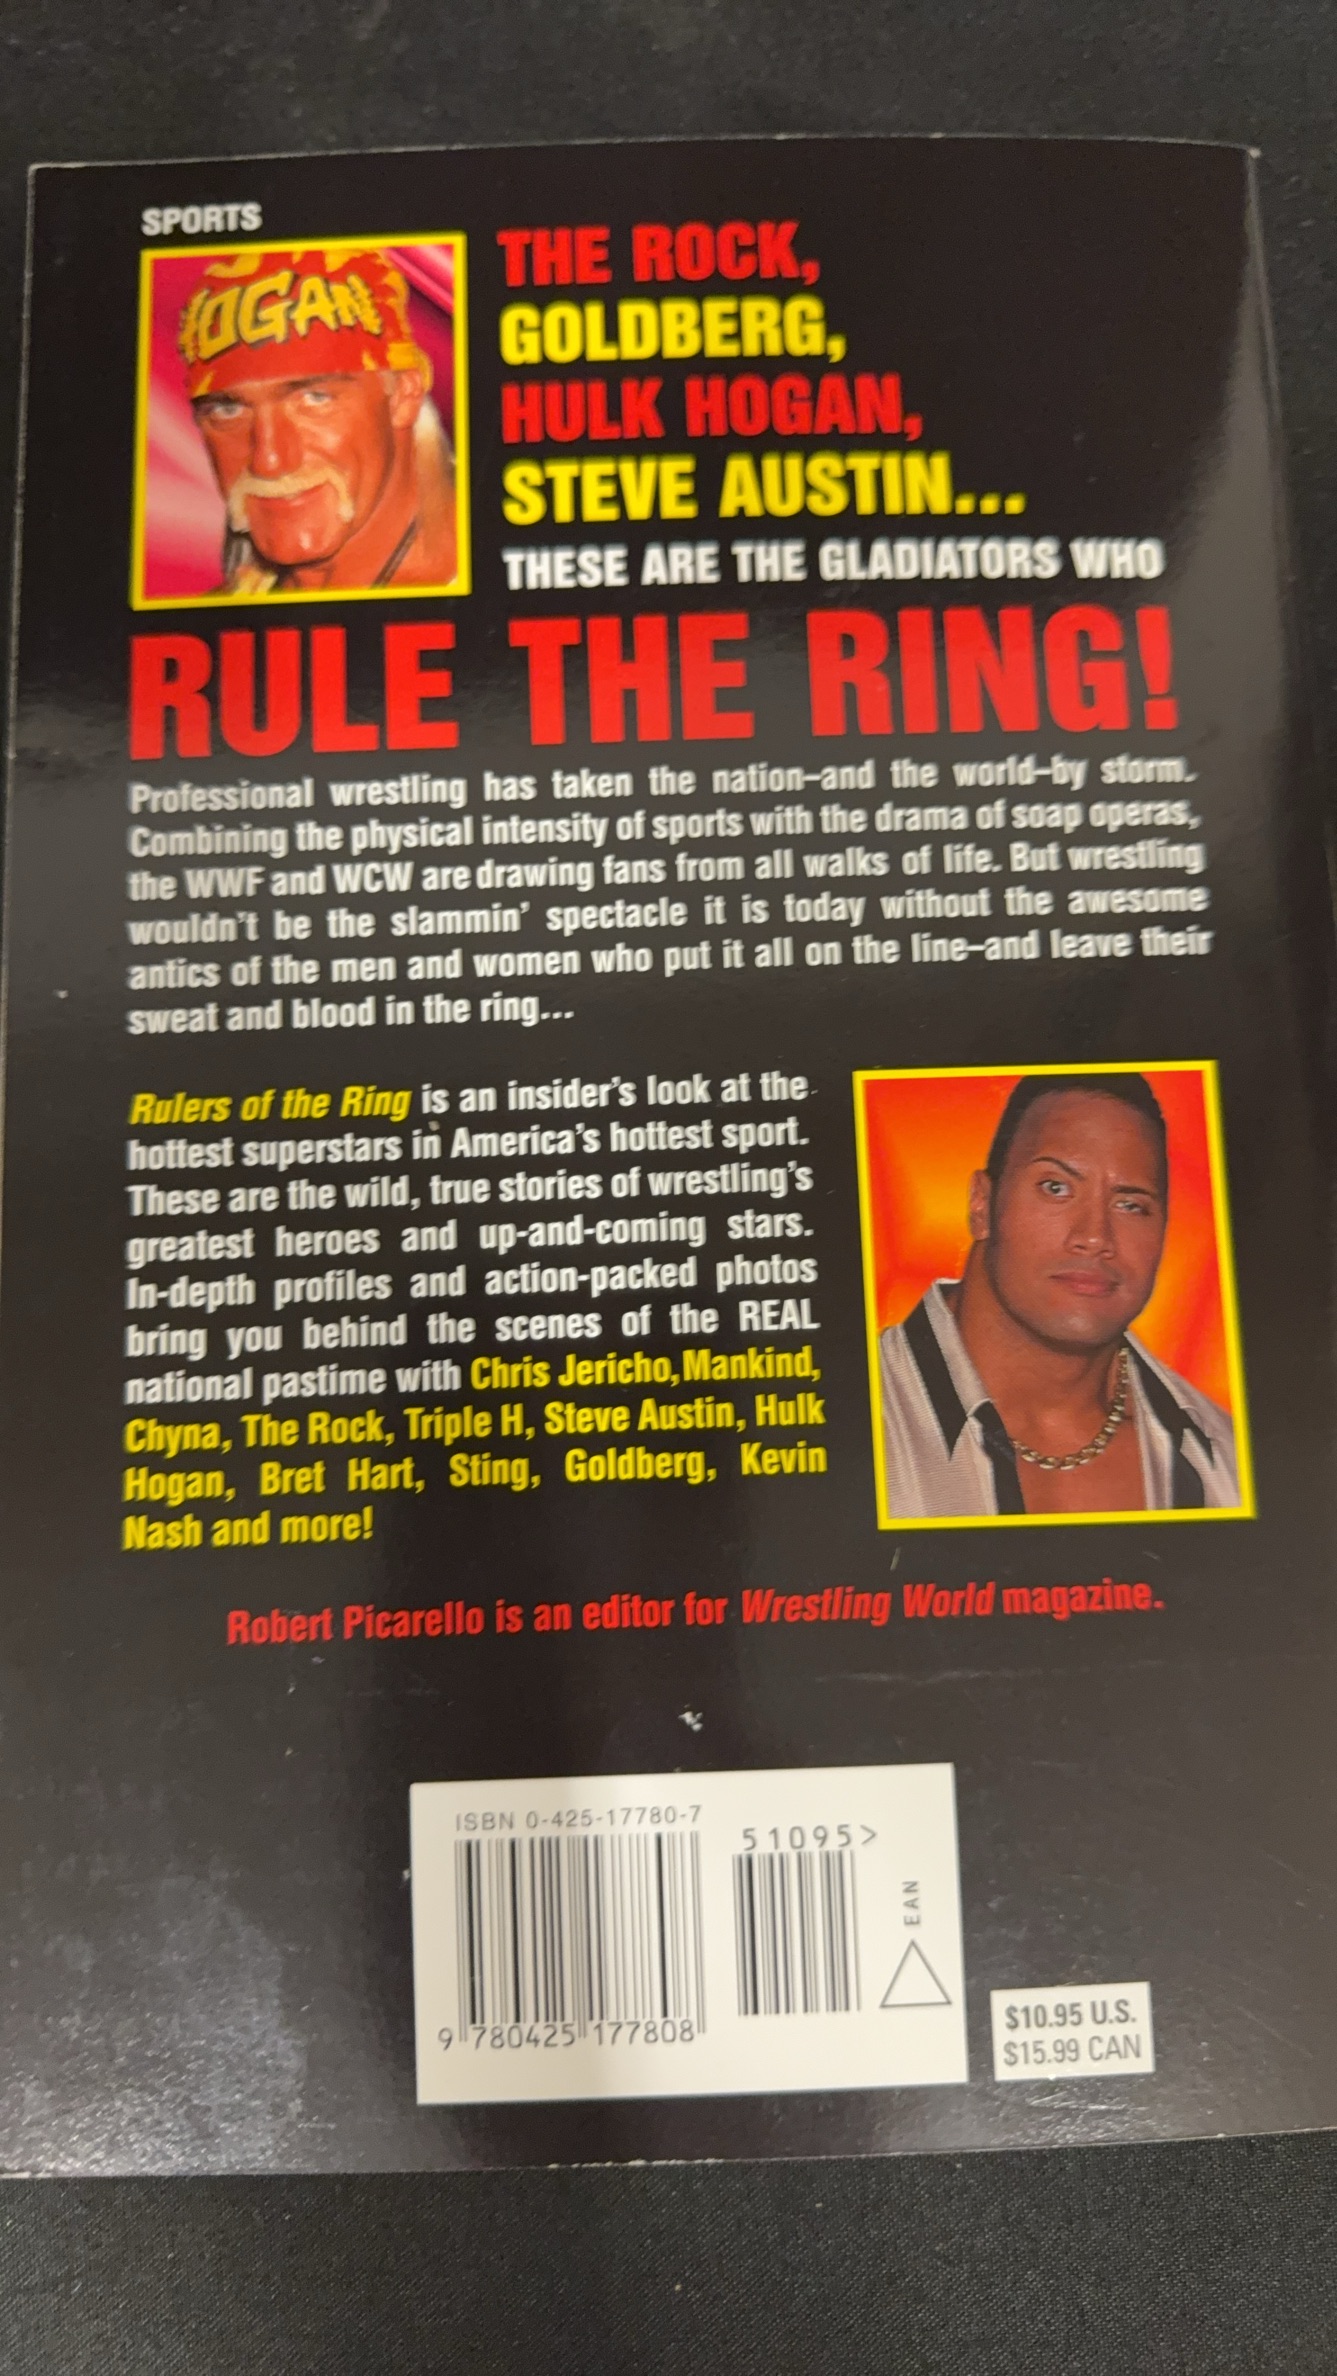 SPORTS
HOGAN
THE ROCK,
GOLDBERG,
HULK HOGAN,
STEVE AUSTIN...
THESE ARE THE GLADIATORS WHO
RULE THE RING!
Professional wrestling has taken the nation–and the world–by storm.
Combining the physical intensity of sports with the drama of soap operas,
the WWF and WCW are drawing fans from all walks of life. But wrestling
wouldn't be the slammin' spectacle it is today without the awesome
antics of the men and women who put it all on the line–and leave their
sweat and blood in the ring...
Rulers of the Ring is an insider's look at the
hottest superstars in America's hottest sport.
These are the wild, true stories of wrestling's
greatest heroes and up-and-coming stars.
In-depth profiles and action-packed photos
bring you behind the scenes of the REAL
national pastime with Chris Jericho, Mankind,
Chyna, The Rock, Triple H, Steve Austin, Hulk
Hogan, Bret Hart, Sting, Goldberg, Kevin
Nash and more!
Robert Picarello is an editor for Wrestling World magazine.
ISBN 0-425-17780-7
51095>
EAN
9 780425 177808
$10.95 U.S.
$15.99 CAN